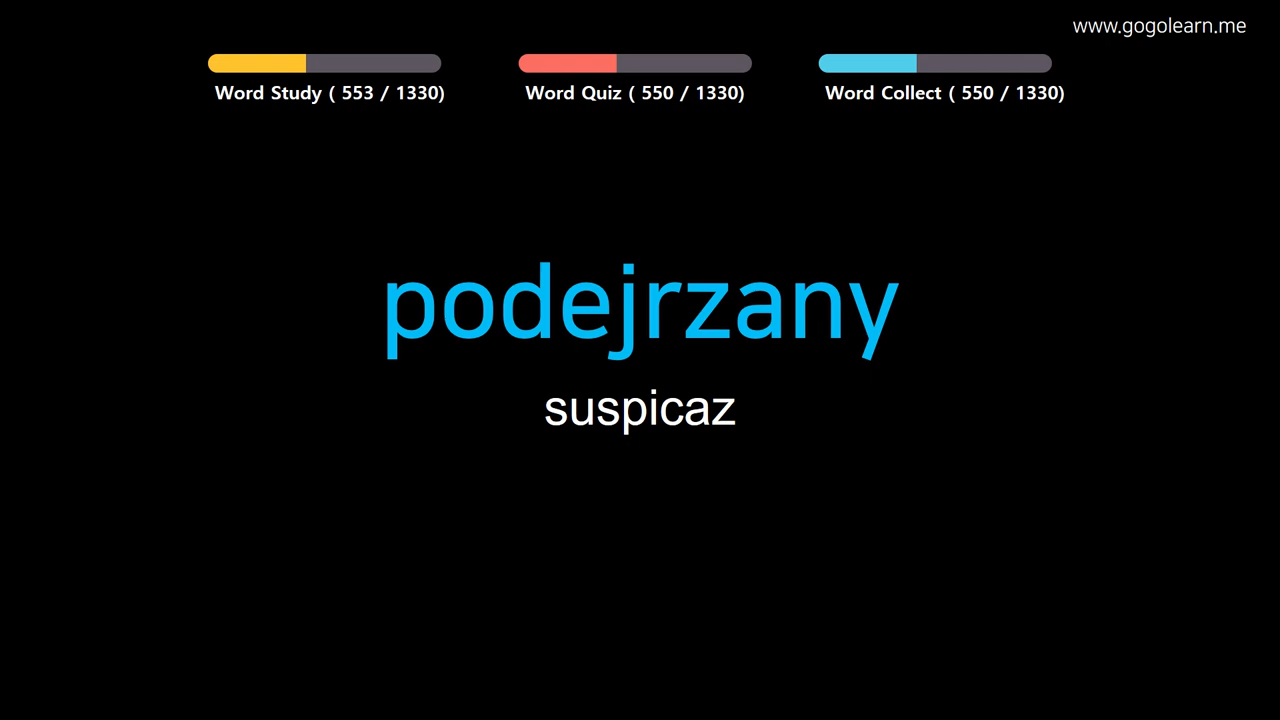 www.gogolearn.me
Word Study ( 553 / 1330)
Word Quiz ( 550 / 1330)
Word Collect ( 550 / 1330)
podejrzany
suspicaz